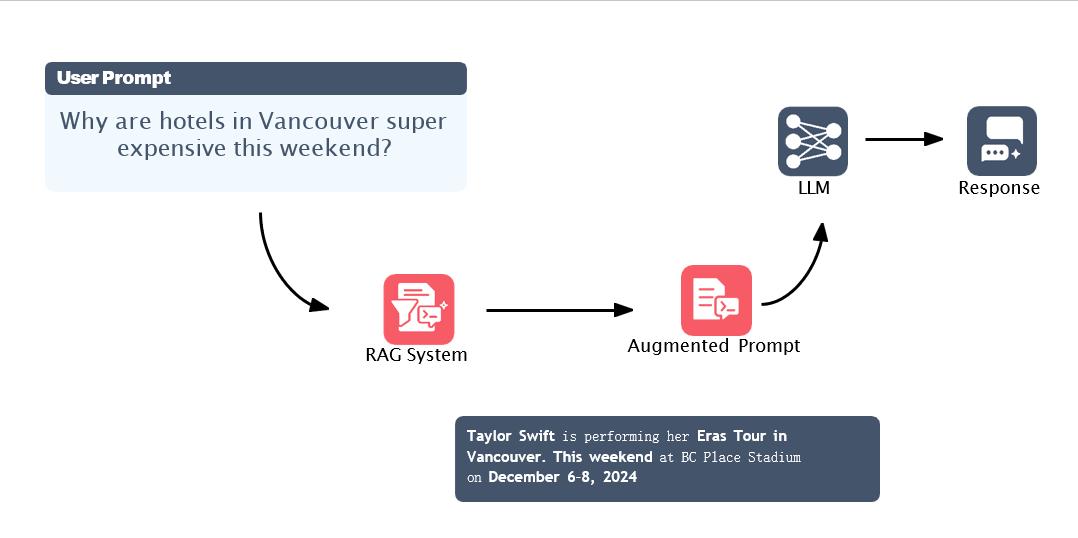 User Prompt
Why are hotels in Vancouver super
expensive this weekend?
LLM
Response
RAG System
Augmented Prompt
Taylor Swift is performing her Eras Tour in
Vancouver. This weekend at BC Place Stadium
on December 6-8, 2024